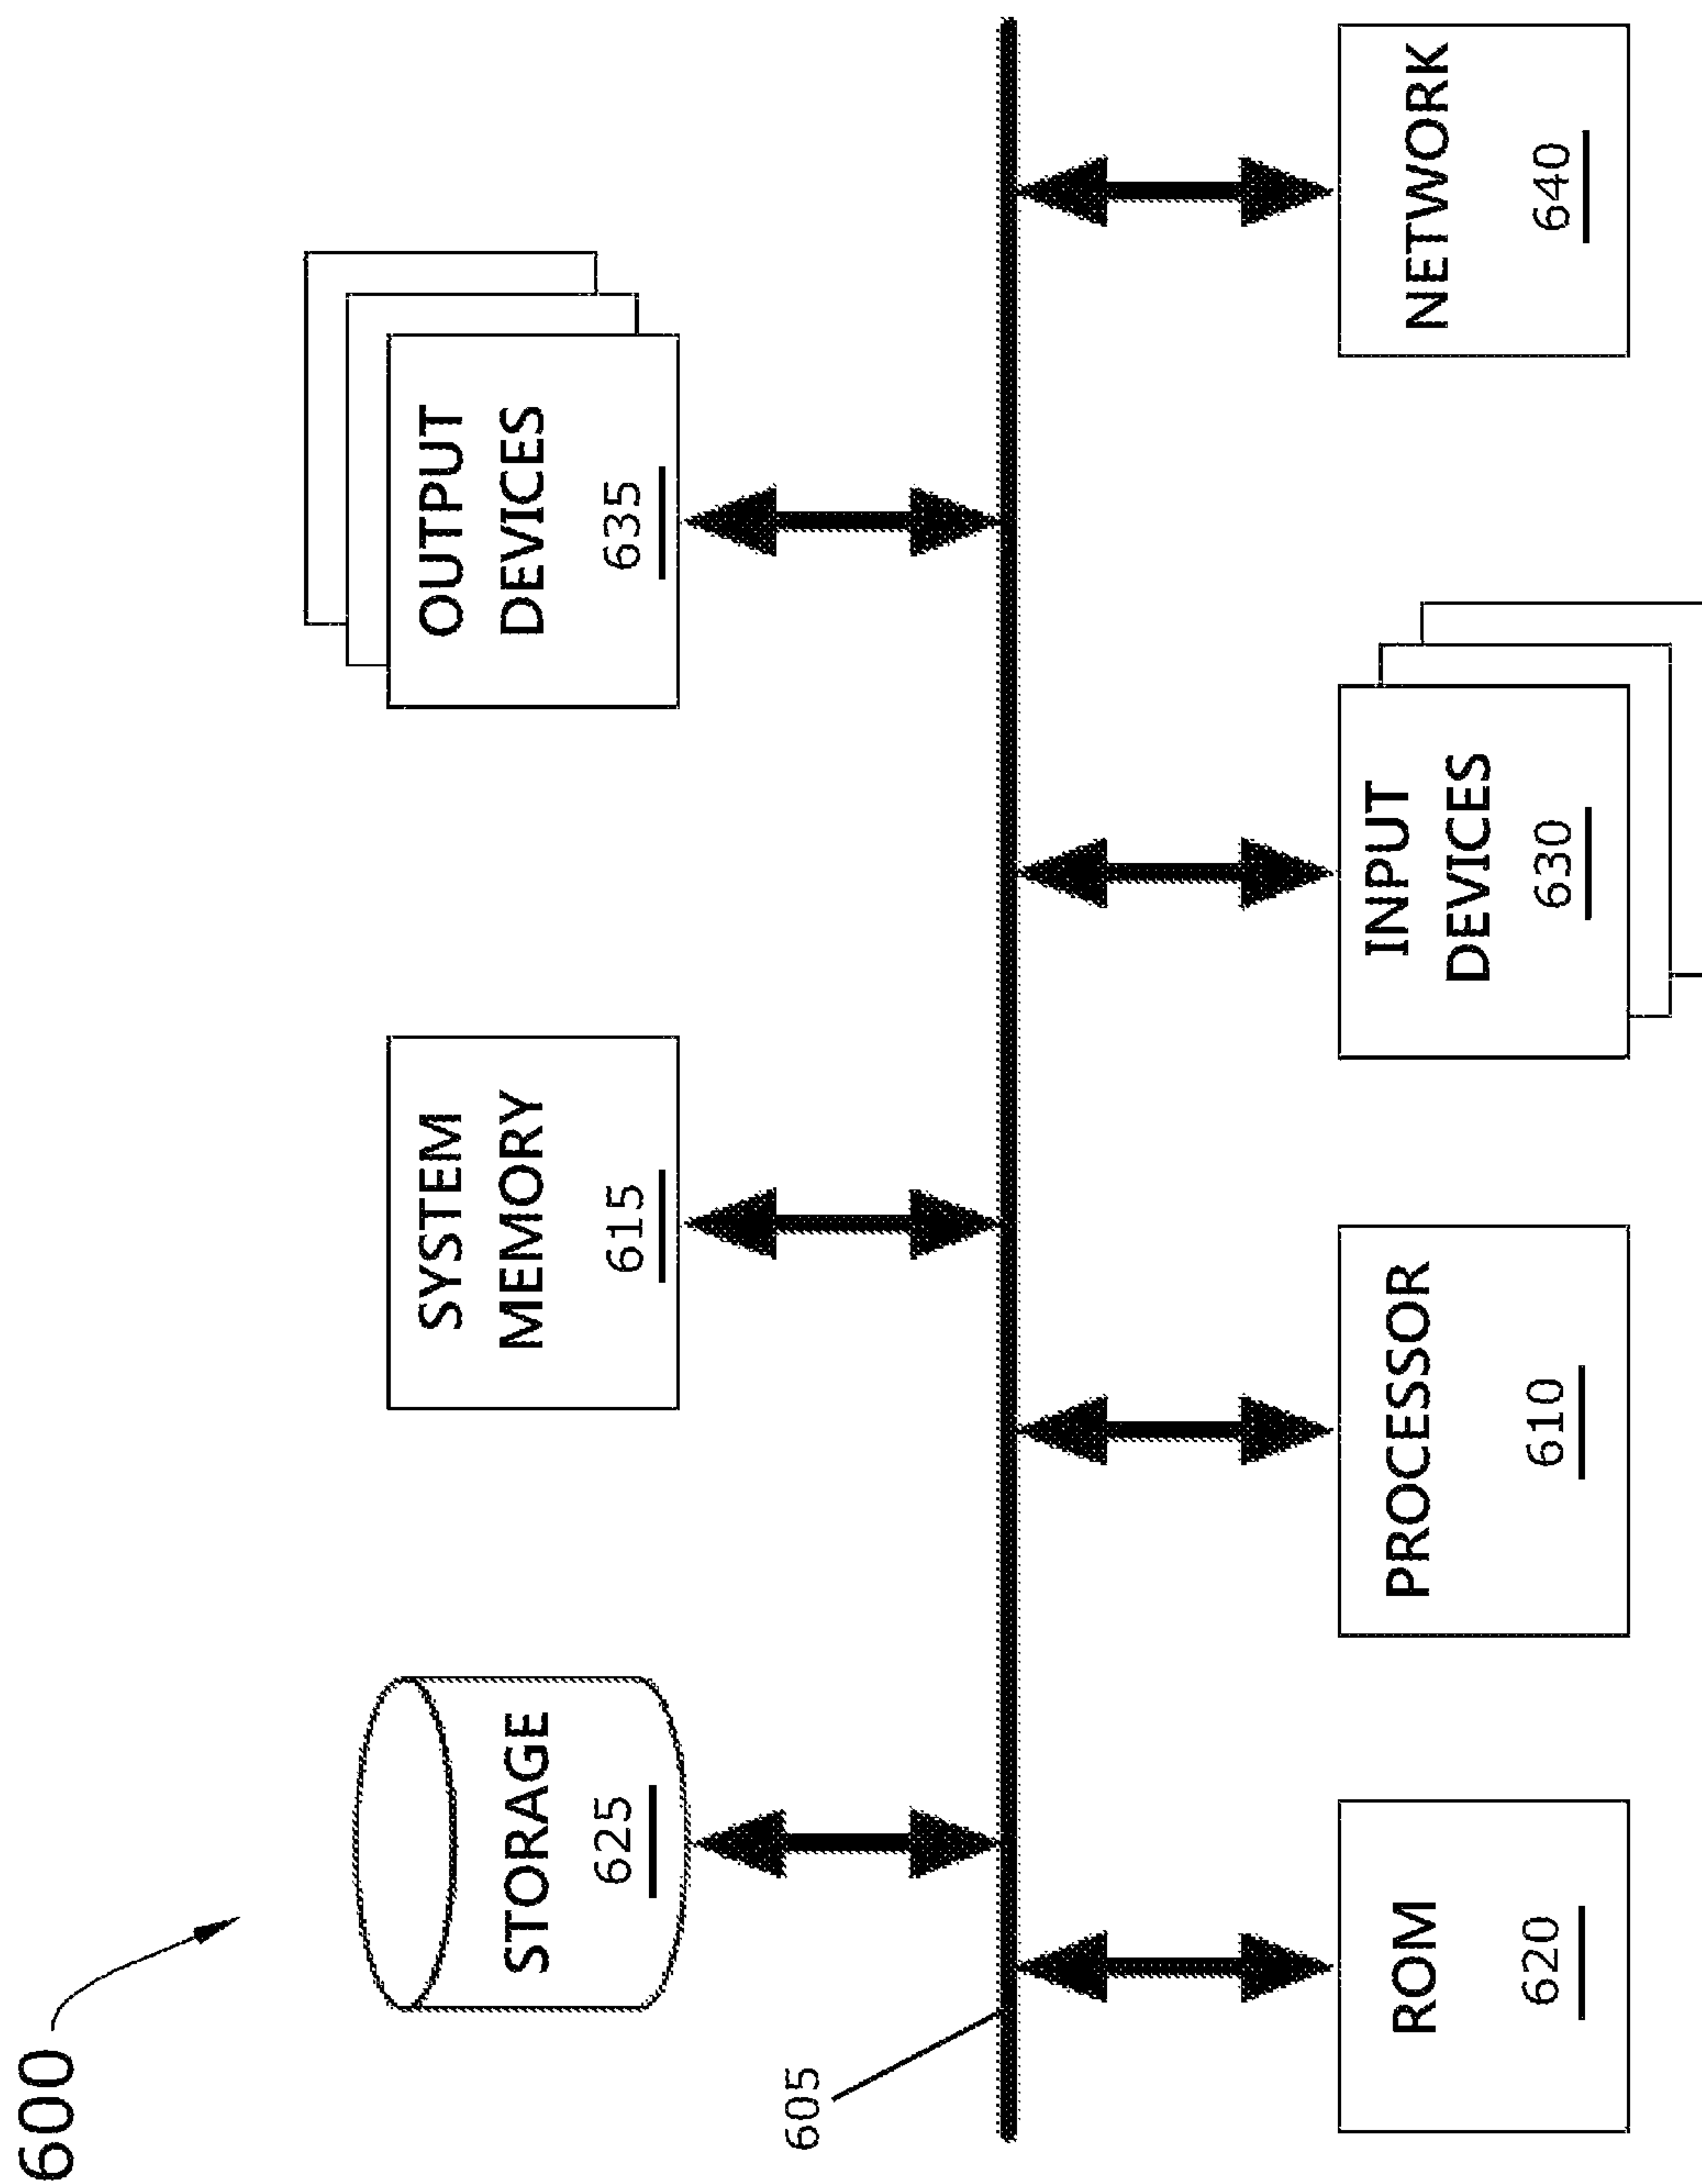 600
STORAGE
625
SYSTEM
MEMORY
615
OUTPUT
DEVICES
635
605
ROM
620
PROCESSOR
610
INPUT
DEVICES
630
NETWORK
640